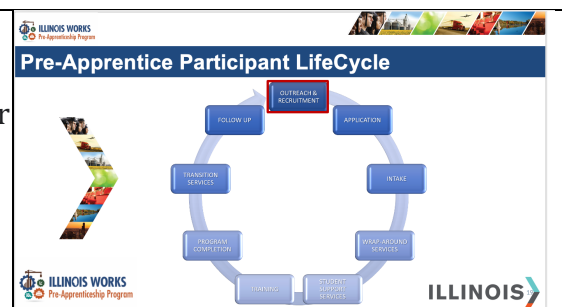 ILLINOIS WORKS
Pre-Apprenticeship Program
Pre-Apprentice Participant LifeCycle
r
OUTREACH &
RECRUITMENT
APPLICATION
INTAKE
WRAP-AROUND
SERVICES
STUDENT
SUPPORT
SERVICES
TRAINING
PROGRAM
COMPLETION
TRANSITION
SERVICES
FOLLOW UP
ILLINOIS WORKS
Pre-Apprenticeship Program
ILLINOIS